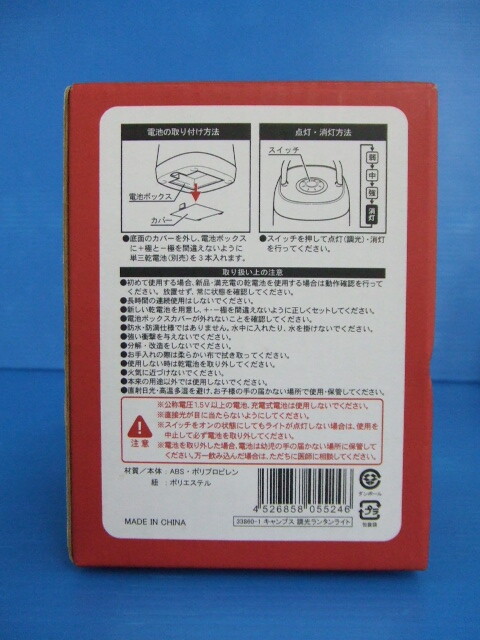 電池の取り付け方法
電池ボックス
カバー
●底面のカバーを外し、電池ボックス
に＋極と－極を間違えないように
単三乾電池(別売)を3本入れます。
点灯・消灯方法
スイッチ
弱
中
強
消灯
●スイッチを押して点灯(調光)・消灯
を行ってください。
取り扱い上の注意
●初めて使用する場合、新品・満充電の乾電池を使用する場合は動作確認を行っ
てください。放置せず、常に状態を確認してください。
●長時間の連続使用はしないでください。
●新しい乾電池を用意し、＋・－極を間違えないように正しくセットしてください。
●電池ボックスカバーが外れないことを確認してください。
●防水・防滴仕様ではありません。水中に入れたり、水を掛けないでください。
●強い衝撃を与えないでください。
●分解・改造をしないでください。
●お手入れの際は柔らかい布で拭き取ってください。
●使用しない時は乾電池を外してください。
●火気に近づけないでください。
●本来の用途以外では使用しないでください。
●直射日光・高温多湿を避け、お子様の手の届かない場所で使用・保管してください。
注意
※公称電圧1.5V以上の電池、充電式電池は使用しないでください。
※直接光が目に当たらないようにしてください。
※スイッチをオンの状態にしてもライトが点灯しない場合は、使用を
中止して必ず電池を取り外してください。
※電池を取り外した場合、電池は幼児の手の届かない場所に保管して
ください。万一飲み込んだ場合は、ただちに医師に相談してください。
材質／本体：ABS・ポリプロピレン
紐：ポリエステル
MADE IN CHINA
4 526858 055246
33860-1 キャンプス 調光ランタンライト
ダンボール
プラ
包装袋